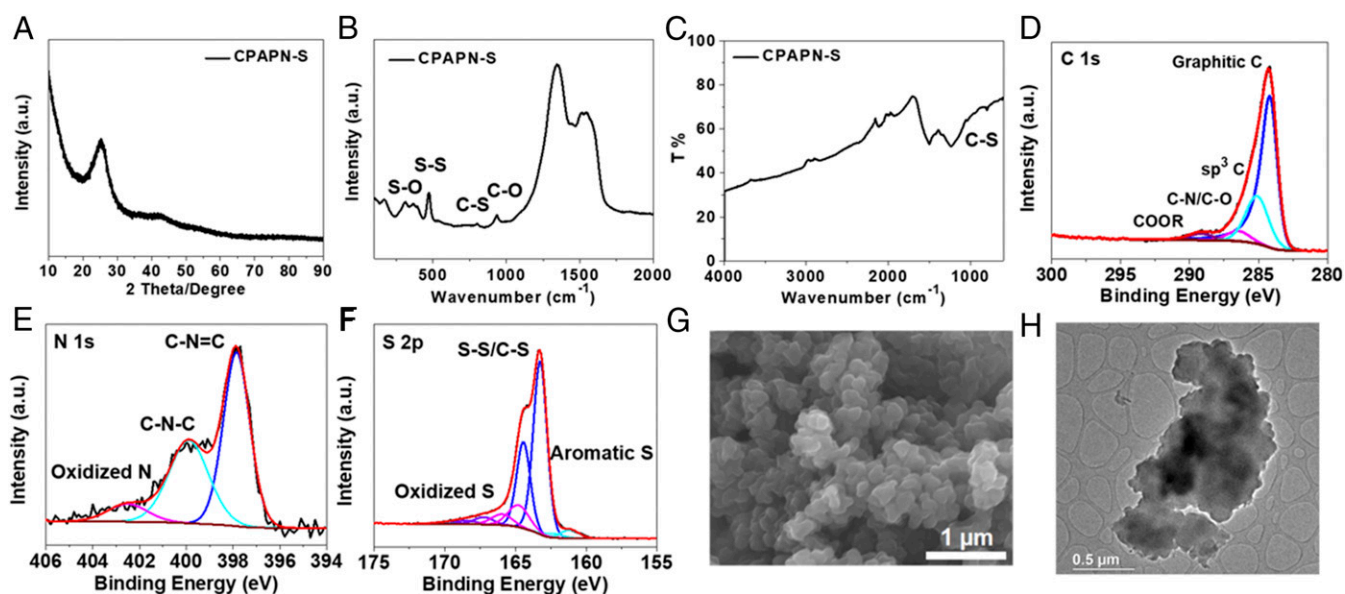 A
CPAPN-S
Intensity (a.u.)
10 20 30 40 50 60 70 80 90
2 Theta/Degree
B
CPAPN-S
Intensity (a.u.)
S-S
S-O
C-S
C-O
500 1000 1500 2000
Wavenumber (cm-1)
C
CPAPN-S
T %
100
80
60
40
20
0
C-S
4000 3000 2000 1000
Wavenumber (cm-1)
D
C 1s
Graphitic C
Intensity (a.u.)
sp3 C
C-N/C-O
COOR
300 295 290 285 280
Binding Energy (eV)
E
N 1s
C-N=C
Intensity (a.u.)
C-N-C
Oxidized N
406 404 402 400 398 396 394
Binding Energy (eV)
F
S 2p
S-S/C-S
Intensity (a.u.)
Aromatic S
Oxidized S
175 170 165 160 155
Binding Energy (eV)
G
1 μm
H
0.5 μm